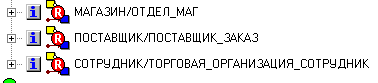 МАГАЗИН/ОТДЕЛ_МАГ
ПОСТАВЩИК/ПОСТАВЩИК_ЗАКАЗ
СОТРУДНИК/ТОРГОВАЯ_ОРГАНИЗАЦИЯ_СОТРУДНИК